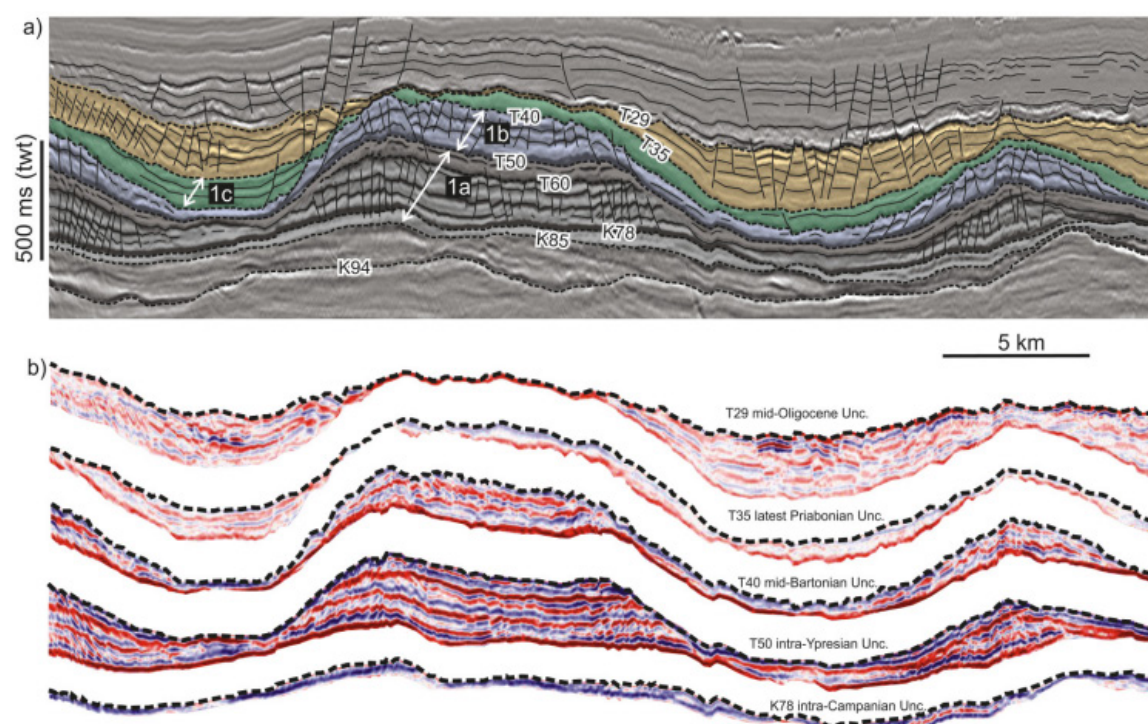 a)
T40
T29
1b
T35
T50
1c
1a
T60
K78
K85
K94
500 ms (twt)
5 km
b)
T29 mid-Oligocene Unc.
T35 latest Priabonian Unc.
T40 mid-Bartonian Unc.
T50 intra-Ypresian Unc.
K78 intra-Campanian Unc.